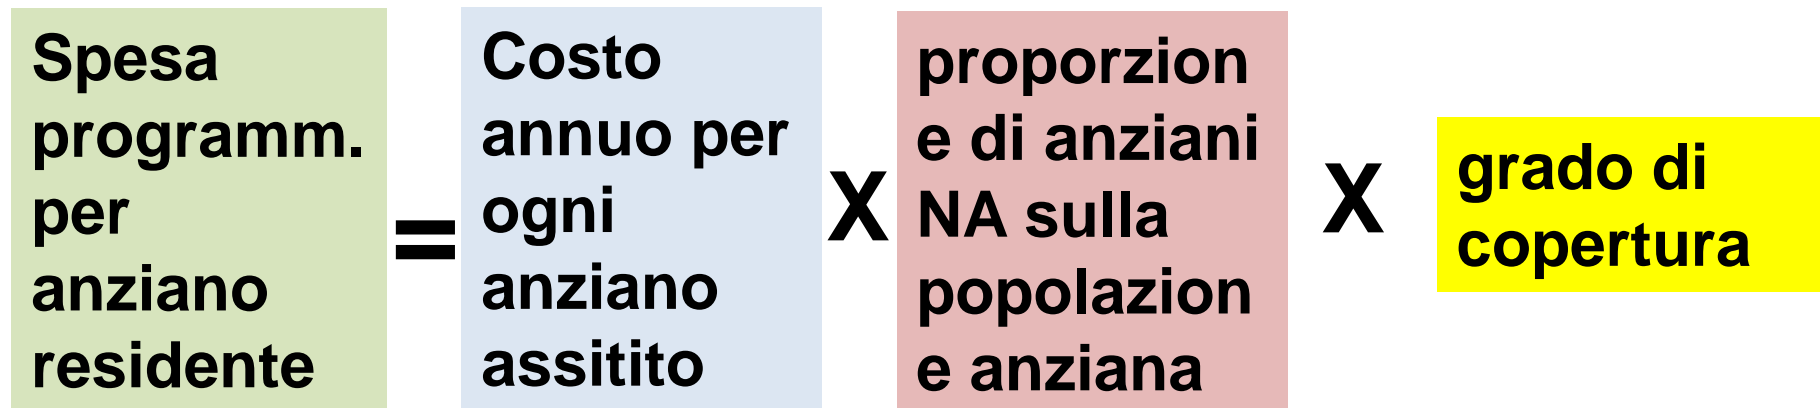 Spesa
programm.
per
anziano
residente
=
Costo
annuo per
ogni
anziano
assitito
X
proporzion
e di anziani
NA sulla
popolazion
e anziana
X
grado di
copertura